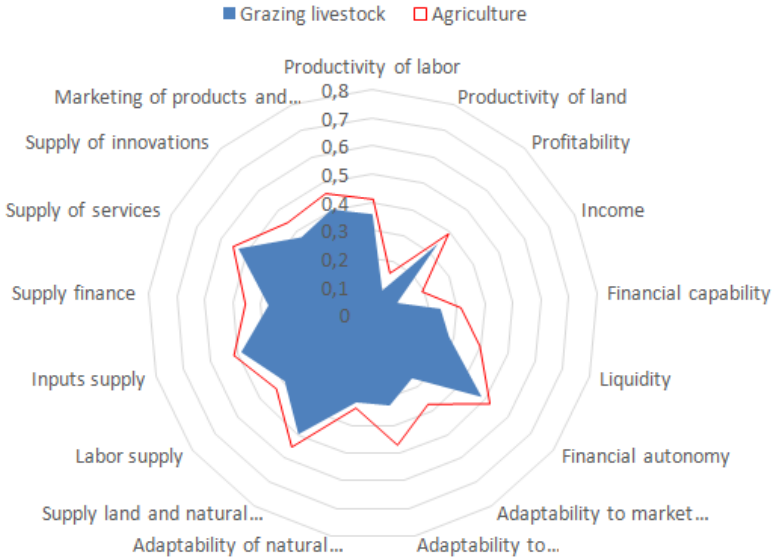 Grazing livestock Agriculture
Productivity of labor
Marketing of products and...
Productivity of land
Supply of innovations
Profitability
Supply of services
Income
Supply finance
Financial capability
Inputs supply
Liquidity
Labor supply
Financial autonomy
Supply land and natural...
Adaptability to market...
Adaptability of natural...
Adaptability to...
0,8
0,7
0,6
0,5
0,4
0,3
0,2
0,1
0